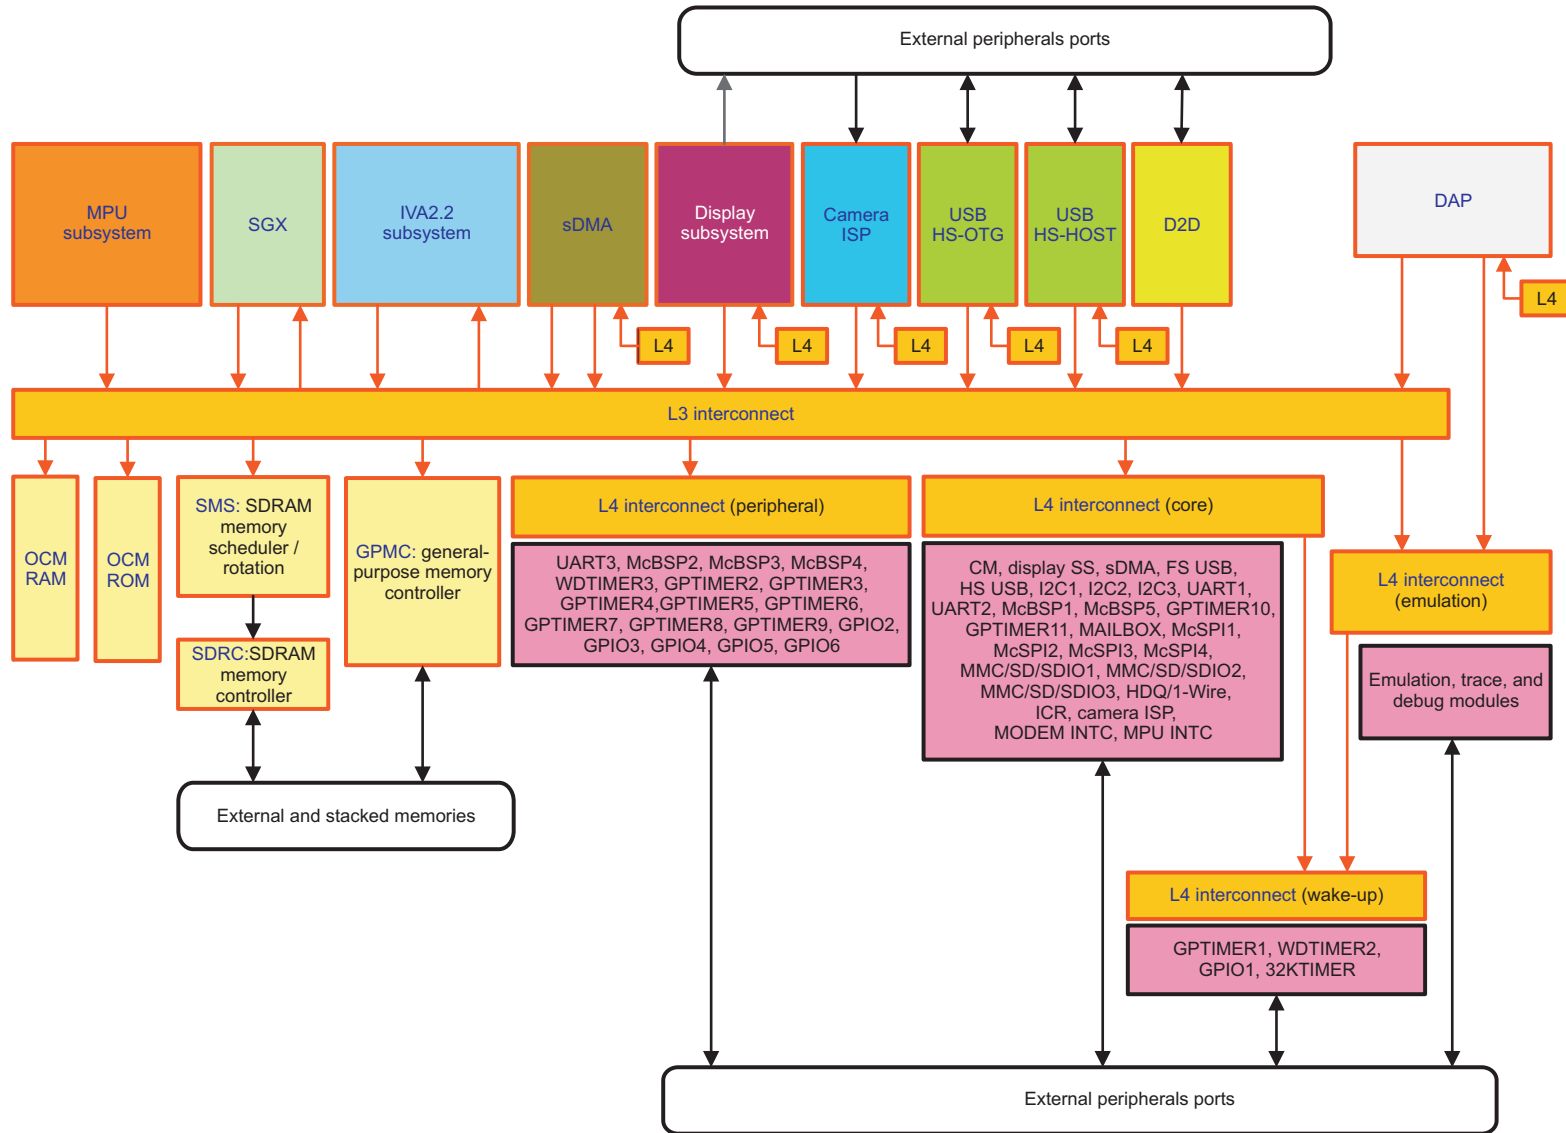 External peripherals ports
MPU
subsystem
SGX
IVA2.2
subsystem
sDMA
Display
subsystem
Camera
ISP
USB
HS-OTG
USB
HS-HOST
D2D
DAP
L4
L4
L4
L4
L4
L4
L3 interconnect
OCM
RAM
OCM
ROM
SMS: SDRAM
memory
scheduler /
rotation
SDRC:SDRAM
memory
controller
GPMC: general-
purpose memory
controller
External and stacked memories
L4 interconnect (peripheral)
UART3, McBSP2, McBSP3, McBSP4,
WDTIMER3, GPTIMER2, GPTIMER3,
GPTIMER4,GPTIMER5, GPTIMER6,
GPTIMER7, GPTIMER8, GPTIMER9, GPIO2,
GPIO3, GPIO4, GPIO5, GPIO6
L4 interconnect (core)
CM, display SS, sDMA, FS USB,
HS USB, I2C1, I2C2, I2C3, UART1,
UART2, McBSP1, McBSP5, GPTIMER10,
GPTIMER11, MAILBOX, McSPI1,
McSPI2, McSPI3, McSPI4,
MMC/SD/SDIO1, MMC/SD/SDIO2,
MMC/SD/SDIO3, HDQ/1-Wire,
ICR, camera ISP,
MODEM INTC, MPU INTC
L4 interconnect
(emulation)
Emulation, trace, and
debug modules
L4 interconnect (wake-up)
GPTIMER1, WDTIMER2,
GPIO1, 32KTIMER
External peripherals ports